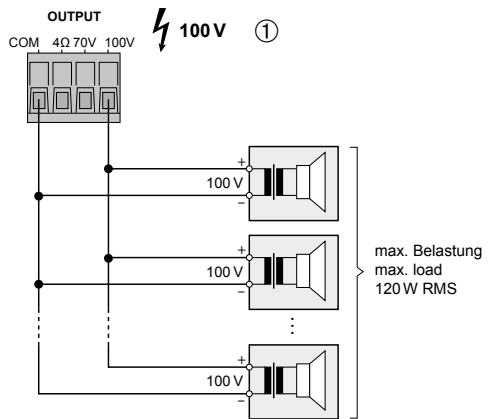 OUTPUT
COM 4Ω 70V 100V
100 V ①
+
100 V
−
+
100 V
−
⋮
+
100 V
−
max. Belastung
max. load
120 W RMS